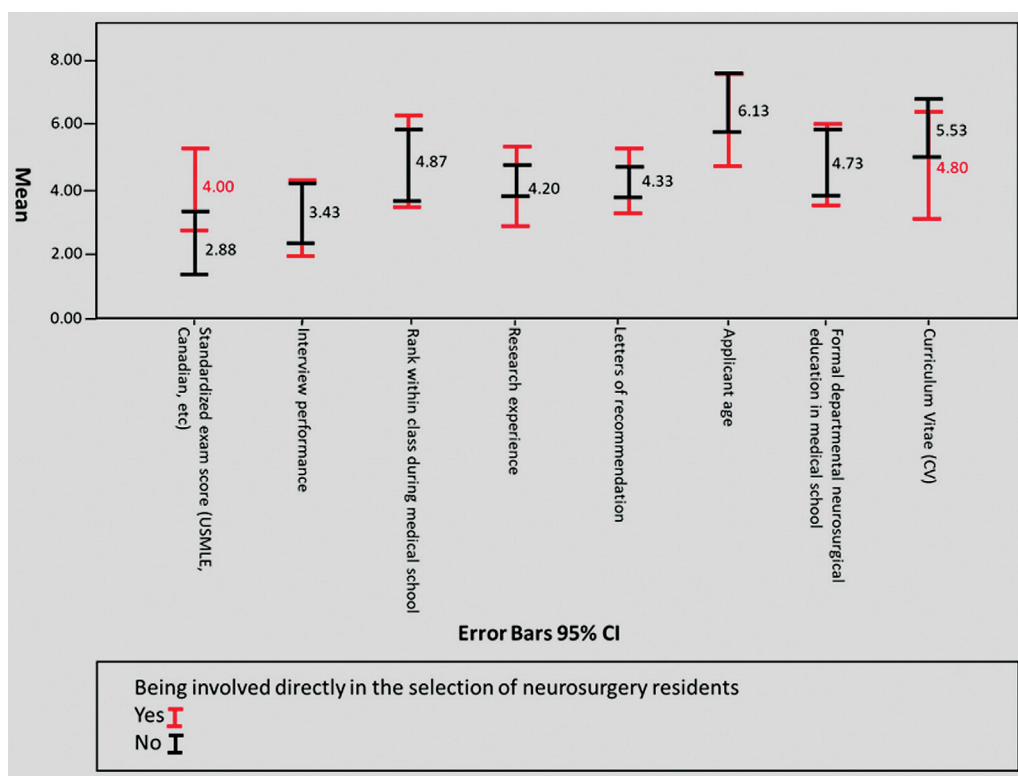 8.00
6.00
4.00
2.00
0.00
Mean
4.00
2.88
3.43
4.87
4.20
4.33
6.13
4.73
5.53
4.80
Standardized exam score (USMLE,
Canadian, etc)
Interview performance
Rank within class during medical school
Research experience
Letters of recommendation
Applicant age
Formal departmental neurosurgical
education in medical school
Curriculum Vitae (CV)
Error Bars 95% CI
Being involved directly in the selection of neurosurgery residents
Yes
No